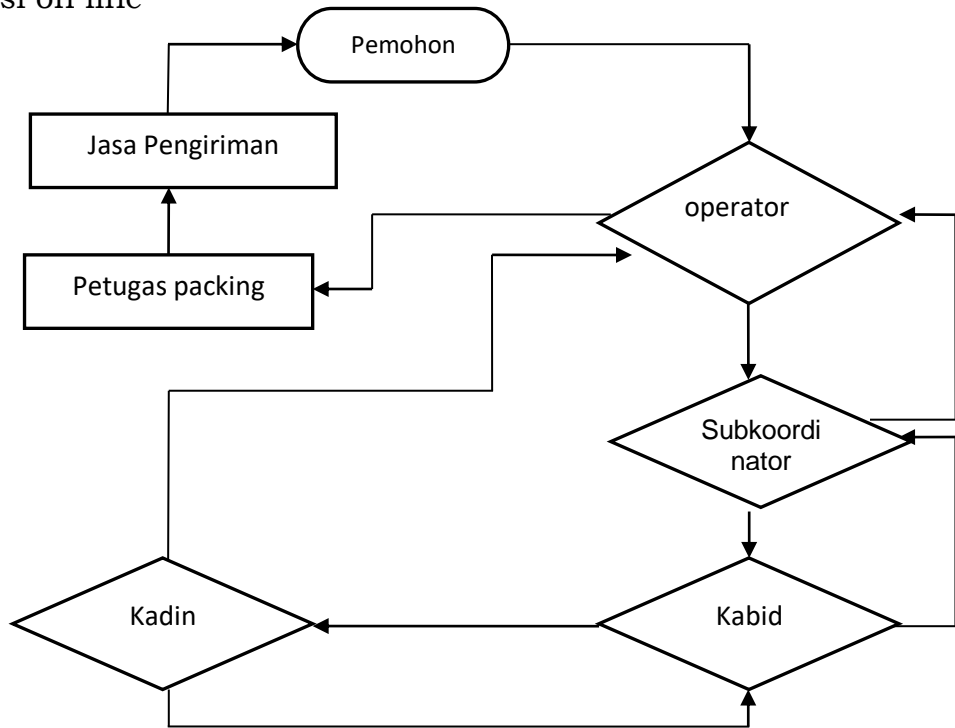 Pemohon
Jasa Pengiriman
operator
Petugas packing
Subkoordi
nator
Kadin
Kabid